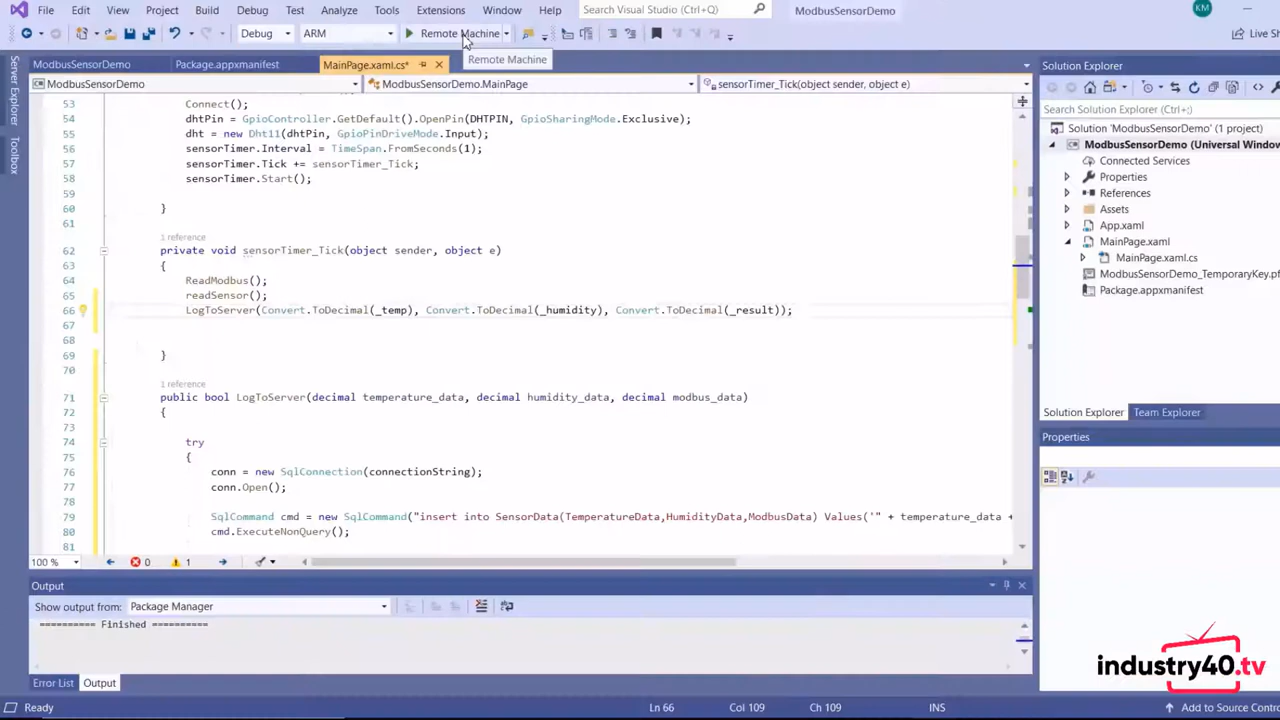 File Edit View Project Build Debug Test Analyze Tools Extensions Window Help Search Visual Studio (Ctrl+Q) ModbusSensorDemo KM
Debug ARM Remote Machine Live Sh
Remote Machine
ModbusSensorDemo Package.appxmanifest MainPage.xaml.cs*
ModbusSensorDemo ModbusSensorDemo.MainPage sensorTimer_Tick(object sender, object e)
Server Explorer
Toolbox
53 Connect();
54 dhtPin = GpioController.GetDefault().OpenPin(DHTPIN, GpioSharingMode.Exclusive);
55 dht = new Dht11(dhtPin, GpioPinDriveMode.Input);
56 sensorTimer.Interval = TimeSpan.FromSeconds(1);
57 sensorTimer.Tick += sensorTimer_Tick;
58 sensorTimer.Start();
59
60 }
61
1 reference
62 private void sensorTimer_Tick(object sender, object e)
63 {
64 ReadModbus();
65 readSensor();
66 LogToServer(Convert.ToDecimal(_temp), Convert.ToDecimal(_humidity), Convert.ToDecimal(_result));
67
68
69 }
70
1 reference
71 public bool LogToServer(decimal temperature_data, decimal humidity_data, decimal modbus_data)
72 {
73
74 try
75 {
76 conn = new SqlConnection(connectionString);
77 conn.Open();
78
79 SqlCommand cmd = new SqlCommand("insert into SensorData(TemperatureData,HumidityData,ModbusData) Values('" + temperature_data +
80 cmd.ExecuteNonQuery();
81
100 % 0 1
Output
Show output from: Package Manager
========== Finished ==========
Error List Output
Ready Ln 66 Col 109 Ch 109 INS Add to Source Contro
Solution Explorer
Search Solution Explorer (Ctrl+;)
Solution 'ModbusSensorDemo' (1 project)
ModbusSensorDemo (Universal Window
Connected Services
Properties
References
Assets
App.xaml
MainPage.xaml
MainPage.xaml.cs
ModbusSensorDemo_TemporaryKey.pf
Package.appxmanifest
Solution Explorer Team Explorer
Properties
industry40.tv